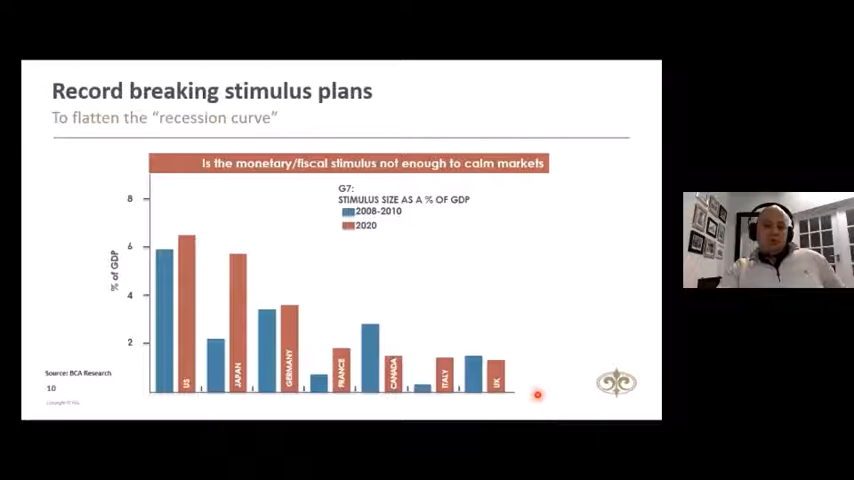 Record breaking stimulus plans
To flatten the “recession curve”
Is the monetary/fiscal stimulus not enough to calm markets
G7:
STIMULUS SIZE AS A % OF GDP
2008-2010
2020
8
6
4
2
% of GDP
US
JAPAN
GERMANY
FRANCE
CANADA
ITALY
UK
Source: BCA Research
10